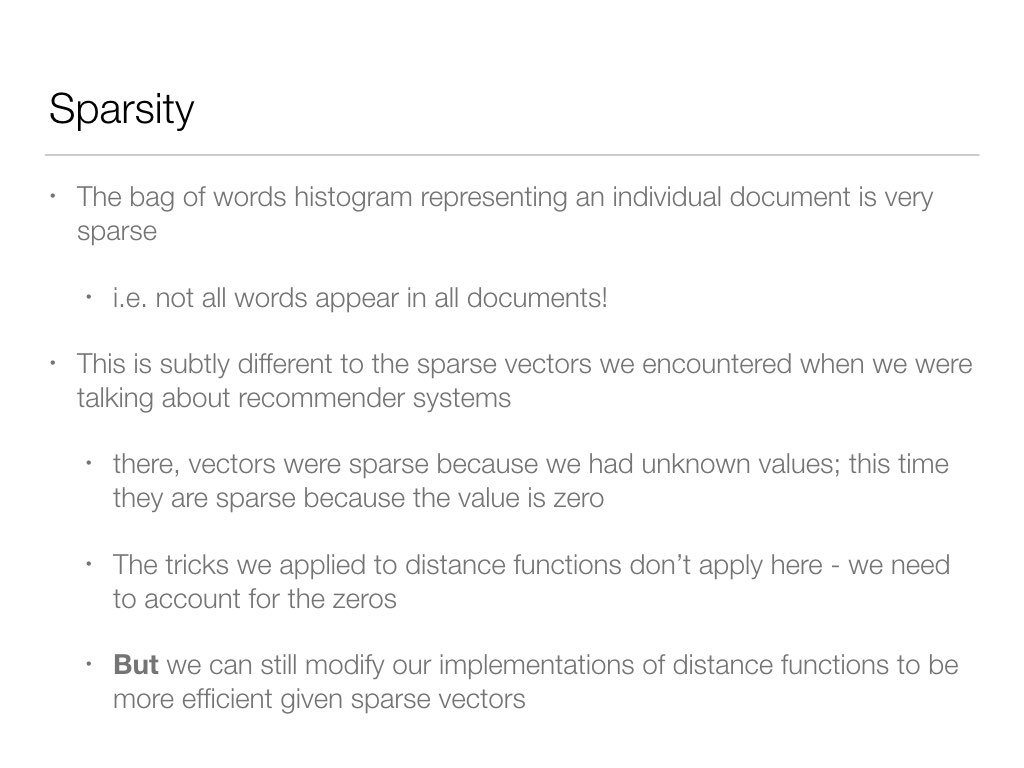 Sparsity
• The bag of words histogram representing an individual document is very
sparse
• i.e. not all words appear in all documents!
• This is subtly different to the sparse vectors we encountered when we were
talking about recommender systems
• there, vectors were sparse because we had unknown values; this time
they are sparse because the value is zero
• The tricks we applied to distance functions don’t apply here - we need
to account for the zeros
• But we can still modify our implementations of distance functions to be
more efficient given sparse vectors